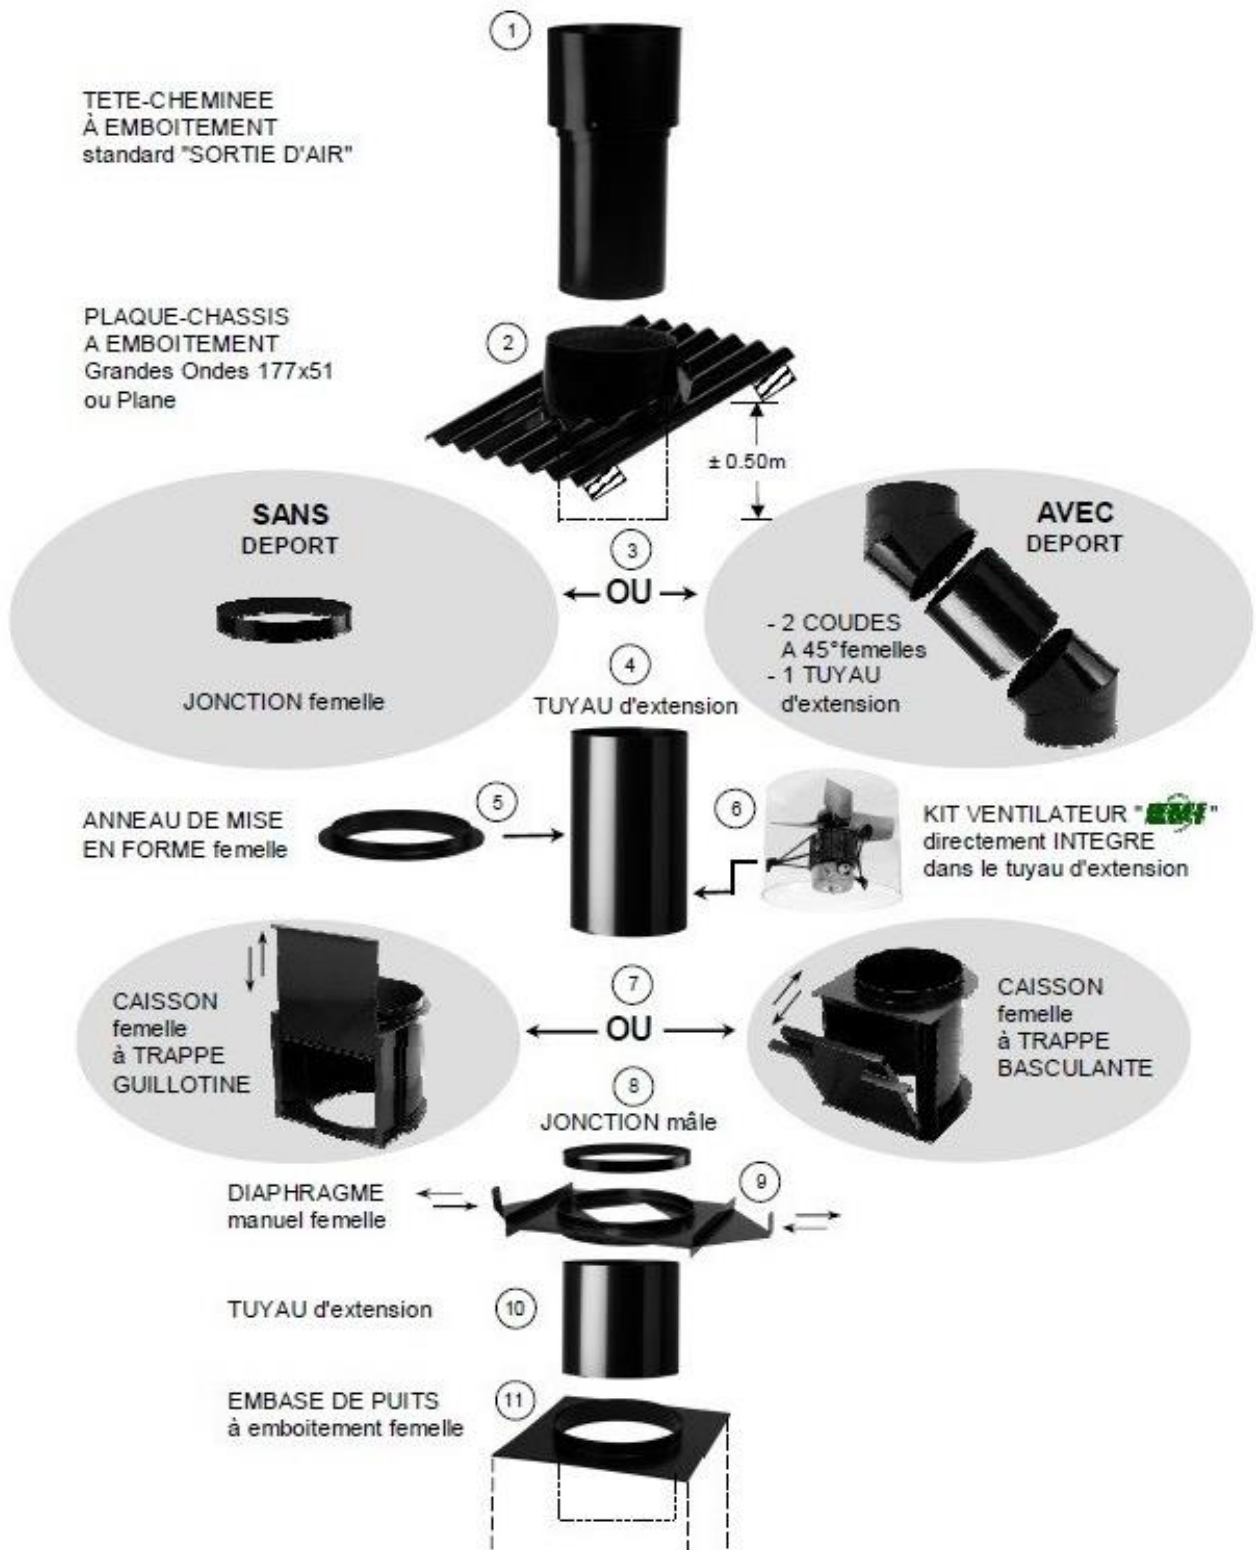 1
TETE-CHEMINEE
À EMBOITEMENT
standard "SORTIE D'AIR"
PLAQUE-CHASSIS
A EMBOITEMENT
Grandes Ondes 177x51
ou Plane
2
± 0.50m
SANS
DEPORT
JONCTION femelle
3
OU
AVEC
DEPORT
- 2 COUDES
A 45°femelles
- 1 TUYAU
d'extension
4
TUYAU d'extension
ANNEAU DE MISE
EN FORME femelle
5
6
KIT VENTILATEUR " "
directement INTEGRE
dans le tuyau d'extension
CAISSON
femelle
à TRAPPE
GUILLOTINE
7
OU
CAISSON
femelle
à TRAPPE
BASCULANTE
8
JONCTION mâle
DIAPHRAGME
manuel femelle
9
TUYAU d'extension
10
EMBASE DE PUITS
à emboitement femelle
11